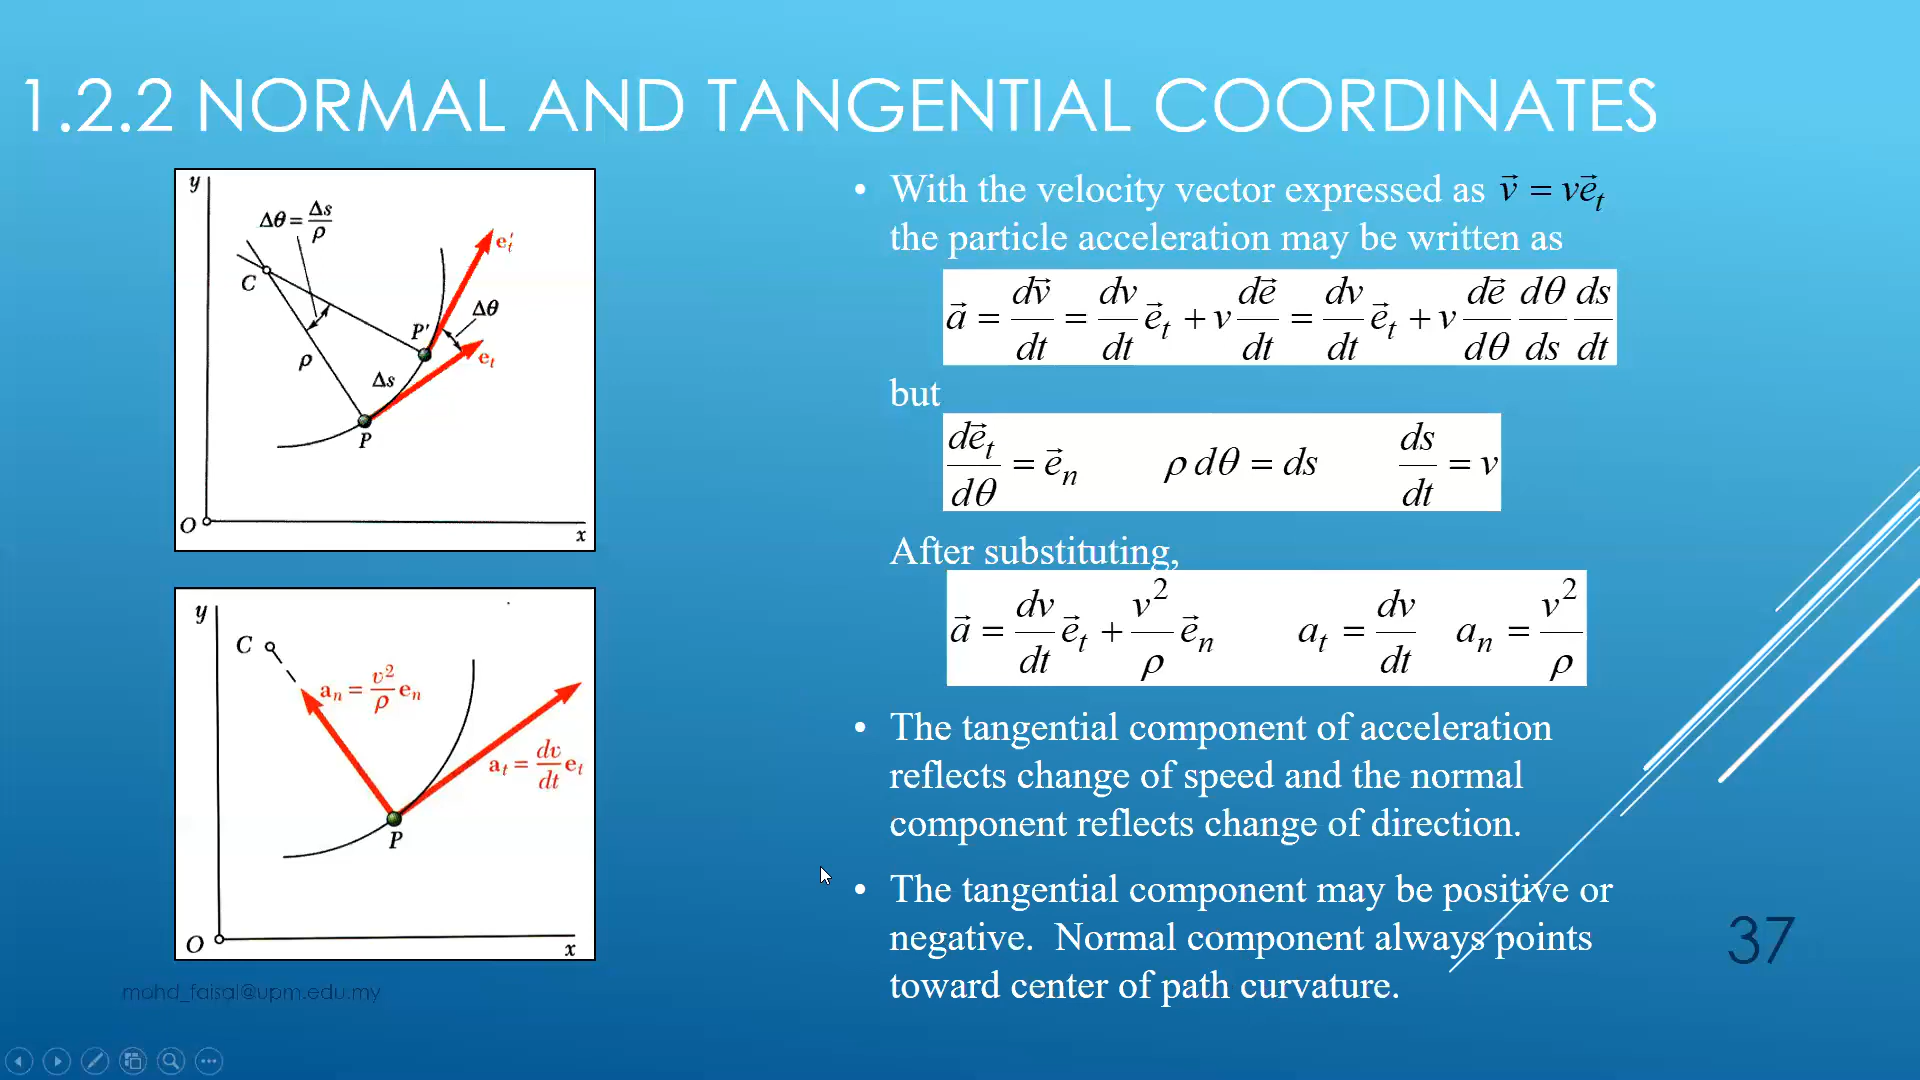 1.2.2 NORMAL AND TANGENTIAL COORDINATES
y
Δθ = Δs/ρ
e't
C
Δθ
P'
et
ρ
Δs
P
O
x
y
C
an = v²/ρ en
at = dv/dt et
P
O
x
mohd_faisal@upm.edu.my
• With the velocity vector expressed as v⃗ = ve⃗t
the particle acceleration may be written as
a⃗ = dv⃗/dt = dv/dt e⃗t + v de⃗/dt = dv/dt e⃗t + v de⃗/dθ dθ/ds ds/dt
but
de⃗t/dθ = e⃗n    ρ dθ = ds    ds/dt = v
After substituting,
a⃗ = dv/dt e⃗t + v²/ρ e⃗n    at = dv/dt    an = v²/ρ
• The tangential component of acceleration
reflects change of speed and the normal
component reflects change of direction.
• The tangential component may be positive or
negative.  Normal component always points
toward center of path curvature.
37